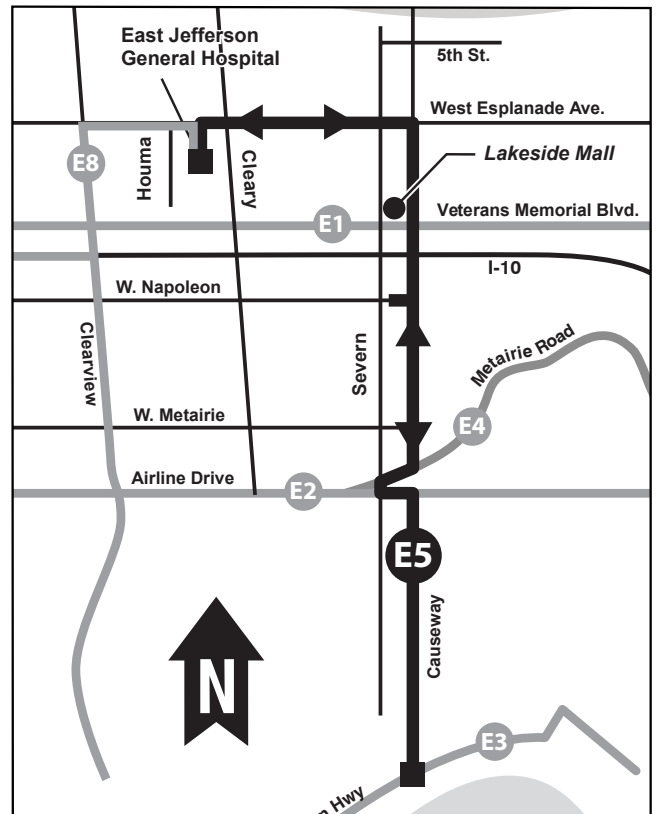 East Jefferson
General Hospital
5th St.
West Esplanade Ave.
E8
Houma
Cleary
Lakeside Mall
E1
Veterans Memorial Blvd.
I-10
W. Napoleon
Clearview
Severn
Metairie Road
W. Metairie
E4
Airline Drive
E2
E5
N
Causeway
E3
Hwy